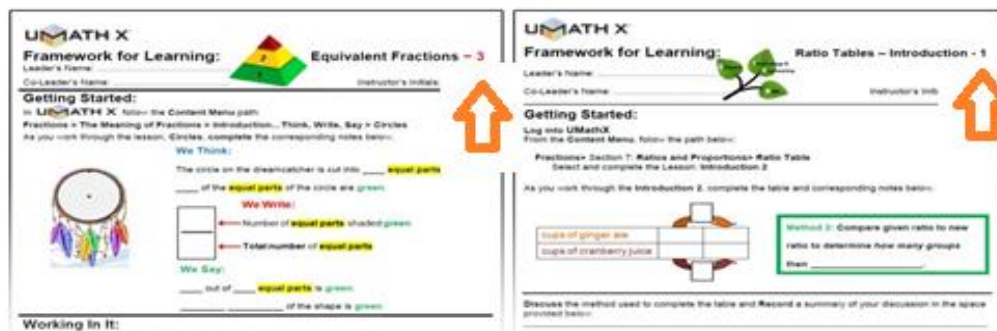 UMATH X
Framework for Learning:
Equivalent Fractions – 3
Leader's Name:
Co-Leader's Name:
Instructor's Initials:
Getting Started:
In UMATH X follow the Content Menu path:
Fractions > The Meaning of Fractions > Introduction... Think, Write, Say > Circles
As you work through the lesson, Circles, complete the corresponding notes below.
We Think:
The circle on the dreamcatcher is cut into ____ equal parts
____ of the equal parts of the circle are green.
We Write:
Number of equal parts shaded green
Total number of equal parts
We Say:
____ out of ____ equal parts is green.
____ ____ of the shape is green.
Working In It:
UMATH X
Framework for Learning:
Ratio Tables – Introduction - 1
Leader's Name:
Co-Leader's Name:
Instructor's Initi
Getting Started:
Log into UMathX
From the Content Menu, follow the path below:
Fractions> Section 7: Ratios and Proportions> Ratio Table
Select and complete the Lesson: Introduction 2
As you work through the Introduction 2, complete the table and corresponding notes below.
cups of ginger ale
cups of cranberry juice
Method 2: Compare given ratio to new
ratio to determine how many groups
then ____.
Discuss the method used to complete the table and Record a summary of your discussion in the space
provided below.